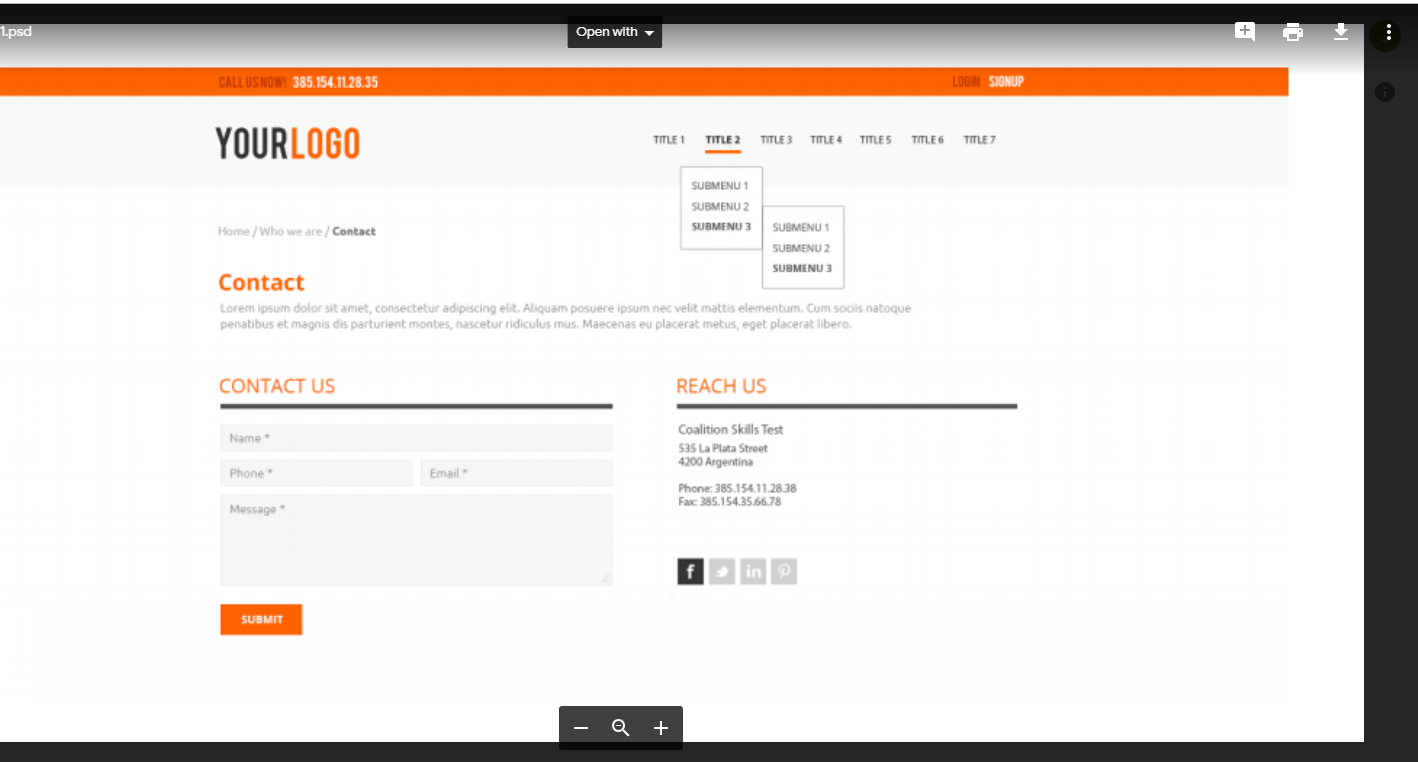 1.psd
Open with
CALL US NOW! 385.154.11.28.35
LOGIN SIGNUP
YOURLOGO
TITLE 1 TITLE 2 TITLE 3 TITLE 4 TITLE 5 TITLE 6 TITLE 7
SUBMENU 1
SUBMENU 2
SUBMENU 3
SUBMENU 1
SUBMENU 2
SUBMENU 3
Home / Who we are / Contact
Contact
Lorem ipsum dolor sit amet, consectetur adipiscing elit. Aliquam posuere ipsum nec velit mattis elementum. Cum sociis natoque
penatibus et magnis dis parturient montes, nascetur ridiculus mus. Maecenas eu placerat metus, eget placerat libero.
CONTACT US
Name *
Phone * Email *
Message *
SUBMIT
REACH US
Coalition Skills Test
535 La Plata Street
4200 Argentina
Phone: 385.154.11.28.38
Fax: 385.154.35.66.78
f in